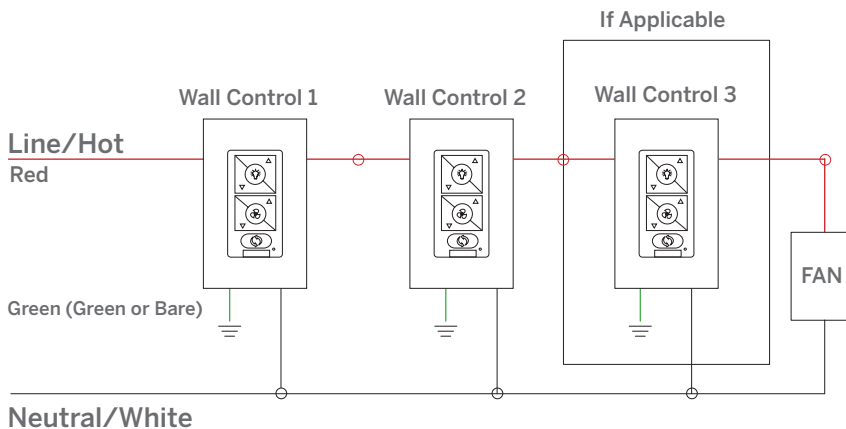 If Applicable
Wall Control 1
Wall Control 2
Wall Control 3
Line/Hot
Red
FAN
Green (Green or Bare)
Neutral/White